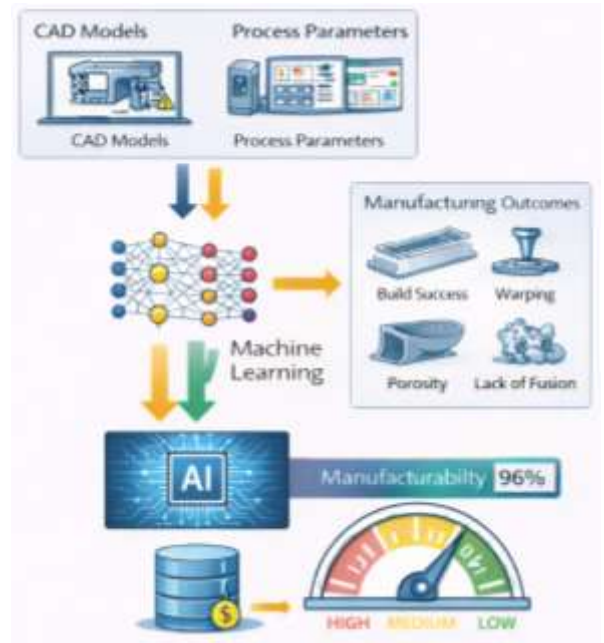 CAD Models
Process Parameters
CAD Models
Process Parameters
Manufacturing Outcomes
Build Success
Warping
Porosity
Lack of Fusion
Machine
Learning
AI
Manufacturabilty 96%
$
HIGH MEDIUM LOW